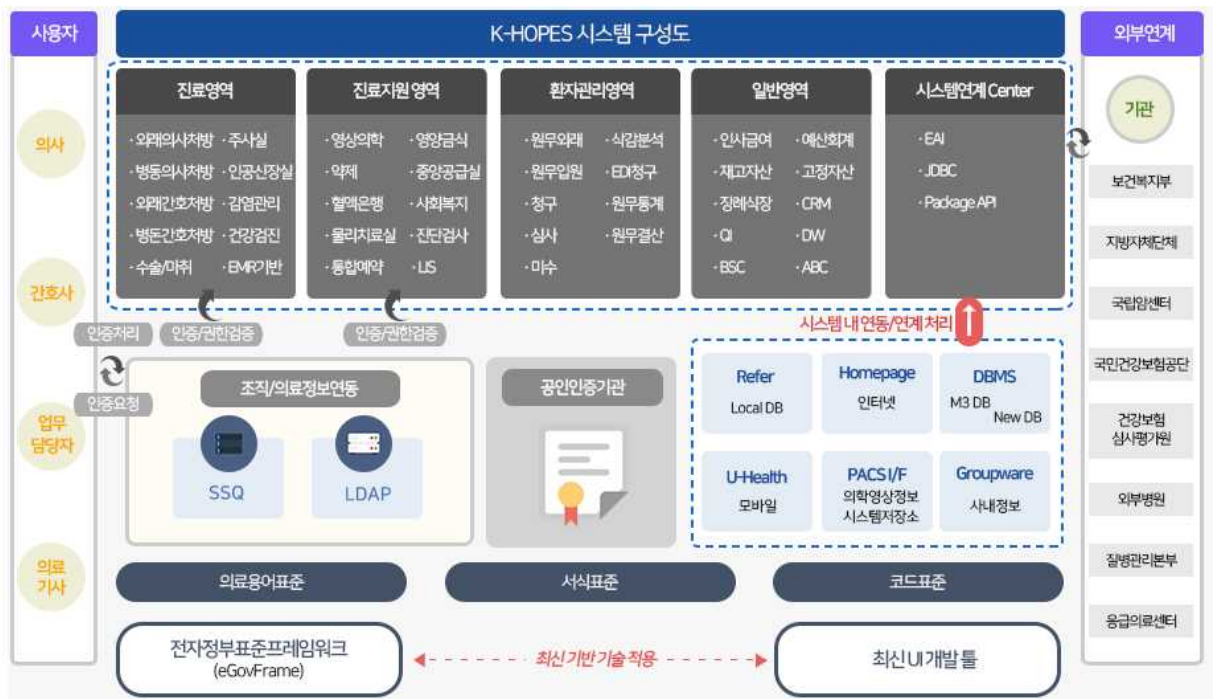 사용자
의사
간호사
업무
담당자
의료
기사
K-HOPES 시스템 구성도
진료영역
· 외래의사처방 · 주사실
· 병동의사처방 · 인공신장실
· 외래간호처방 · 감염관리
· 병돈간호처방 · 건강검진
· 수술/마취 · EMR기반
진료지원 영역
· 영상의학 · 영양급식
· 약제 · 중앙공급실
· 혈액은행 · 사회복지
· 물리치료실 · 진단검사
· 통합예약 · LIS
환자관리영역
· 원무외래 · 삭감분석
· 원무입원 · EDI청구
· 청구 · 원무통계
· 심사 · 원무결산
· 미수
일반영역
· 인사급여 · 예산회계
· 재고자산 · 고정자산
· 장례식장 · CRM
· QI · DW
· BSC · ABC
시스템연계 Center
· EAI
· JDBC
· Package API
인증처리
인증/권한검증
인증/권한검증
인증요청
시스템 내 연동/연계 처리
조직/의료정보연동
SSQ
LDAP
공인인증기관
Refer
Local DB
Homepage
인터넷
DBMS
M3 DB
New DB
U-Health
모바일
PACS I/F
의학영상정보
시스템저장소
Groupware
사내정보
의료용어표준
서식표준
코드표준
전자정부표준프레임워크
(eGovFrame)
최신 기반 기술 적용
최신 UI 개발 툴
외부연계
기관
보건복지부
지방자체단체
국립암센터
국민건강보험공단
건강보험
심사평가원
외부병원
질병관리본부
응급의료센터